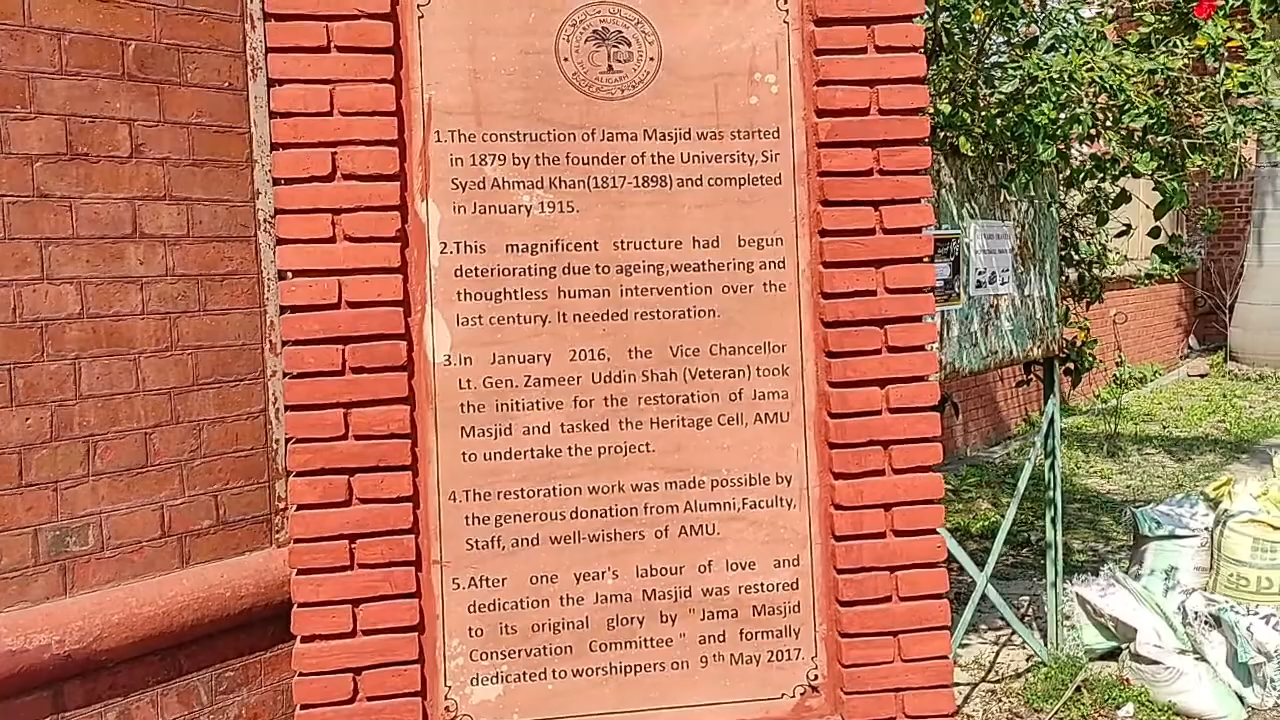 THE ALIGARH MUSLIM UNIVERSITY
ALIGARH
1.The construction of Jama Masjid was started
in 1879 by the founder of the University, Sir
Syed Ahmad Khan(1817-1898) and completed
in January 1915.
2.This magnificent structure had begun
deteriorating due to ageing,weathering and
thoughtless human intervention over the
last century. It needed restoration.
3.In January 2016, the Vice Chancellor
Lt. Gen. Zameer Uddin Shah (Veteran) took
the initiative for the restoration of Jama
Masjid and tasked the Heritage Cell, AMU
to undertake the project.
4.The restoration work was made possible by
the generous donation from Alumni,Faculty,
Staff, and well-wishers of AMU.
5.After one year's labour of love and
dedication the Jama Masjid was restored
to its original glory by "Jama Masjid
Conservation Committee" and formally
dedicated to worshippers on 9th May 2017.